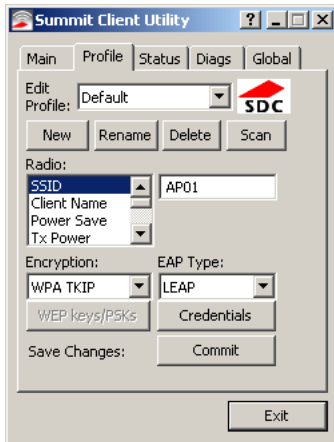 Summit Client Utility
Main Profile Status Diags Global
Edit
Profile: Default
SDC
New Rename Delete Scan
Radio:
SSID AP01
Client Name
Power Save
Tx Power
Encryption: EAP Type:
WPA TKIP LEAP
WEP keys/PSKs Credentials
Save Changes: Commit
Exit